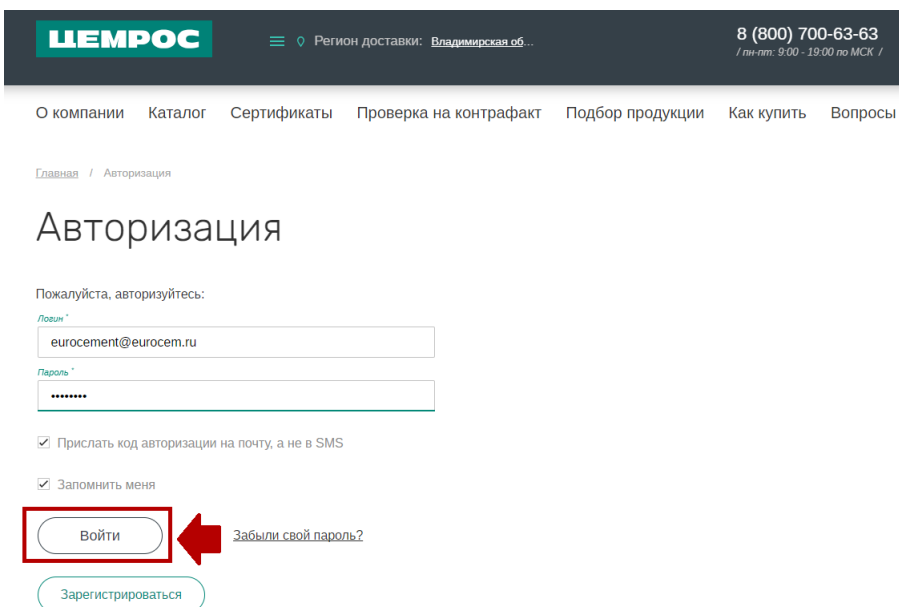 ЦЕМРОС
Регион доставки: Владимирская об...
8 (800) 700-63-63
/ пн-пт: 9:00 - 19:00 по МСК /
О компании Каталог Сертификаты Проверка на контрафакт Подбор продукции Как купить Вопросы
Главная / Авторизация
Авторизация
Пожалуйста, авторизуйтесь:
Логин *
eurocement@eurocem.ru
Пароль *
••••••••
Прислать код авторизации на почту, а не в SMS
Запомнить меня
Войти Забыли свой пароль?
Зарегистрироваться